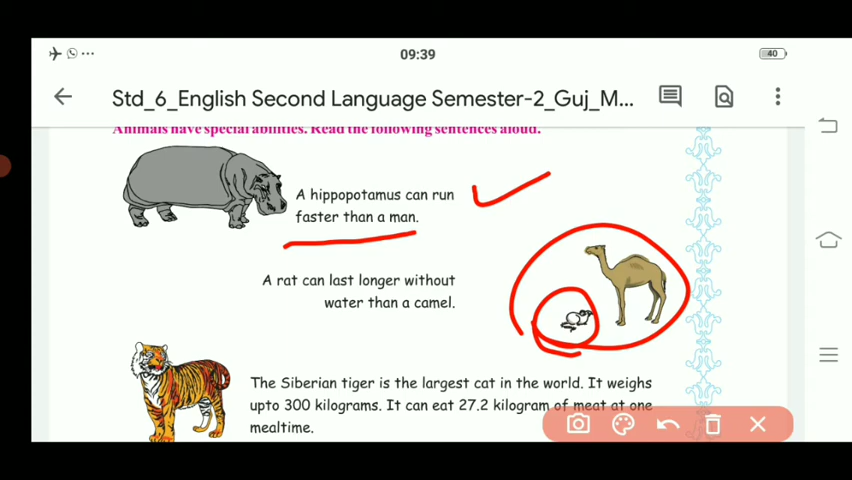 09:39
40
Std_6_English Second Language Semester-2_Guj_M...
Animals have special abilities. Read the following sentences aloud.
A hippopotamus can run
faster than a man.
A rat can last longer without
water than a camel.
The Siberian tiger is the largest cat in the world. It weighs
upto 300 kilograms. It can eat 27.2 kilogram of meat at one
mealtime.